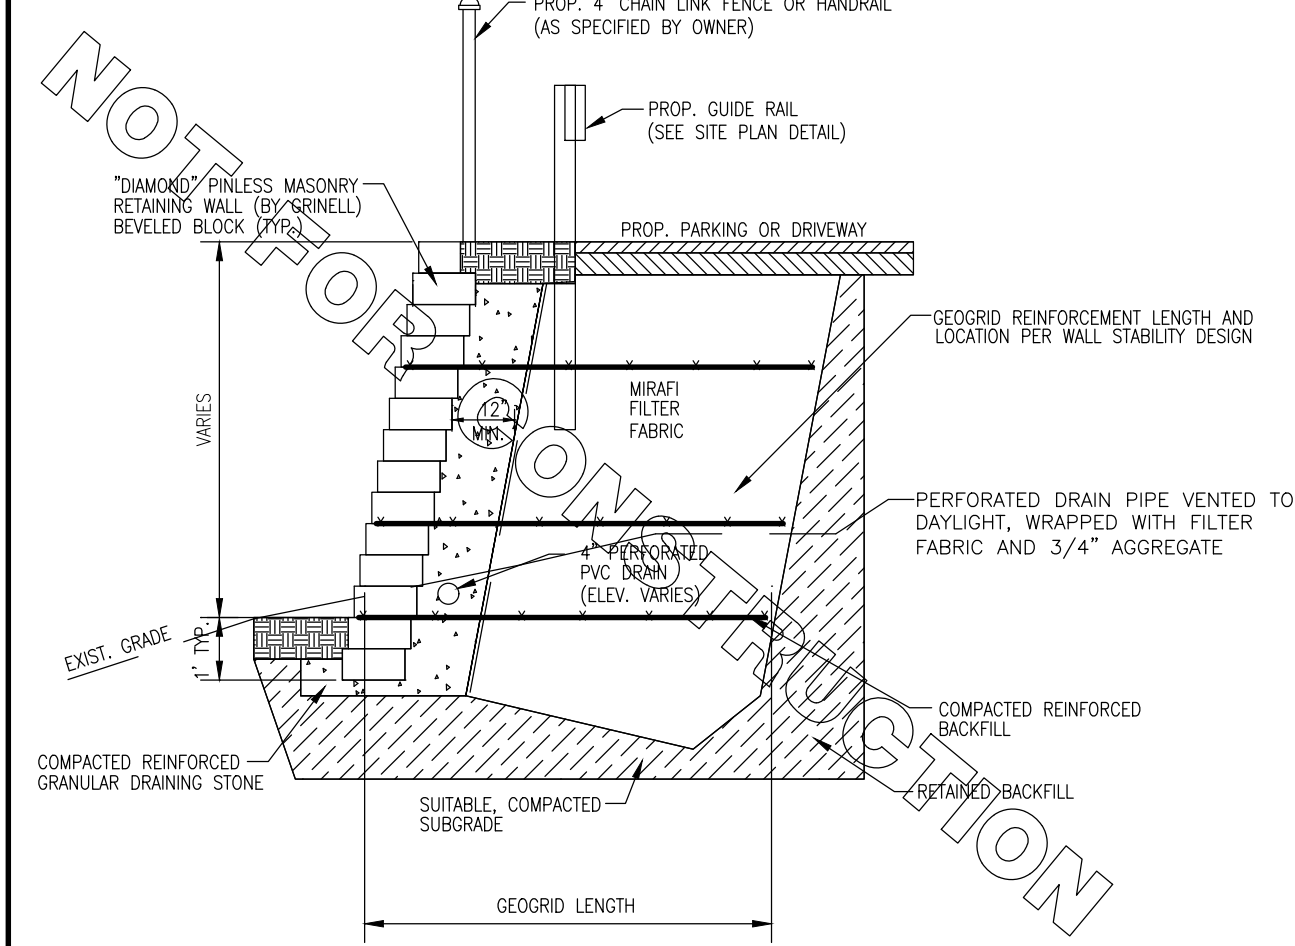 PROP. 4' CHAIN LINK FENCE OR HANDRAIL
(AS SPECIFIED BY OWNER)
PROP. GUIDE RAIL
(SEE SITE PLAN DETAIL)
"DIAMOND" PINLESS MASONRY
RETAINING WALL (BY GRINELL)
BEVELED BLOCK (TYP.)
PROP. PARKING OR DRIVEWAY
GEOGRID REINFORCEMENT LENGTH AND
LOCATION PER WALL STABILITY DESIGN
MIRAFI
FILTER
FABRIC
VARIES
12"
MIN.
PERFORATED DRAIN PIPE VENTED TO
DAYLIGHT, WRAPPED WITH FILTER
FABRIC AND 3/4" AGGREGATE
4" PERFORATED
PVC DRAIN
(ELEV. VARIES)
EXIST. GRADE
1' TYP.
COMPACTED REINFORCED
BACKFILL
COMPACTED REINFORCED
GRANULAR DRAINING STONE
RETAINED BACKFILL
SUITABLE, COMPACTED
SUBGRADE
GEOGRID LENGTH
NOT FOR CONSTRUCTION